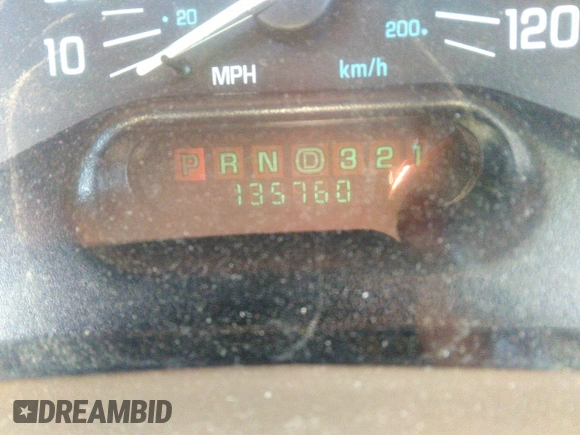 20 200
10 MPH km/h 120
P R N D 3 2 1
135760
DREAMBID